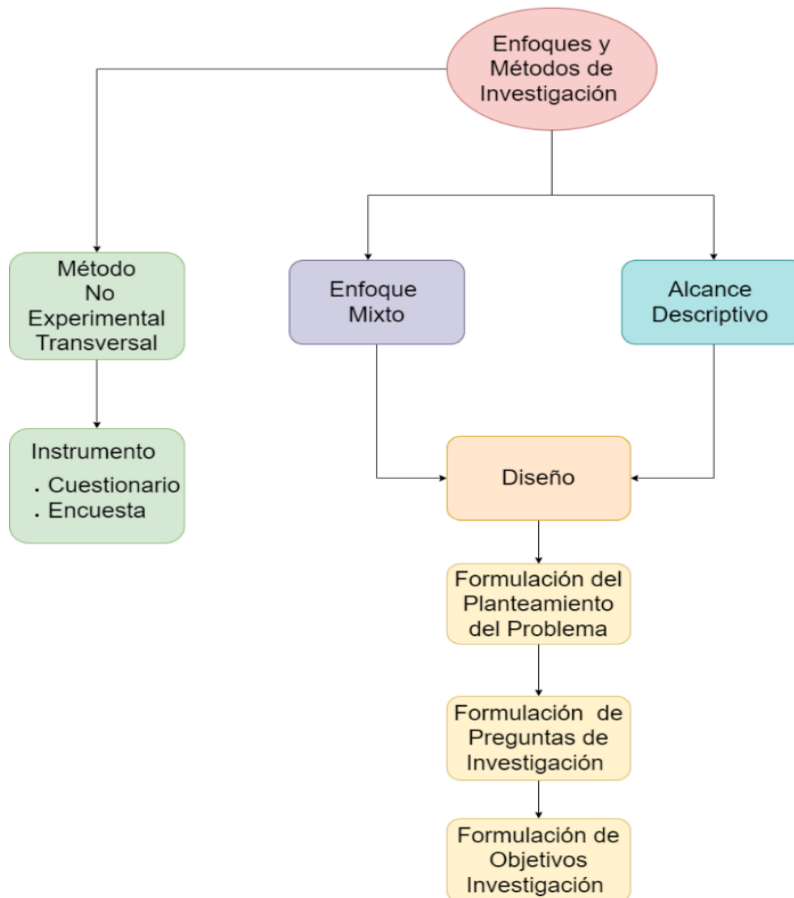 Enfoques y
Métodos de
Investigación
Método
No
Experimental
Transversal
Enfoque
Mixto
Alcance
Descriptivo
Instrumento
. Cuestionario
. Encuesta
Diseño
Formulación del
Planteamiento
del Problema
Formulación de
Preguntas de
Investigación
Formulación de
Objetivos
Investigación